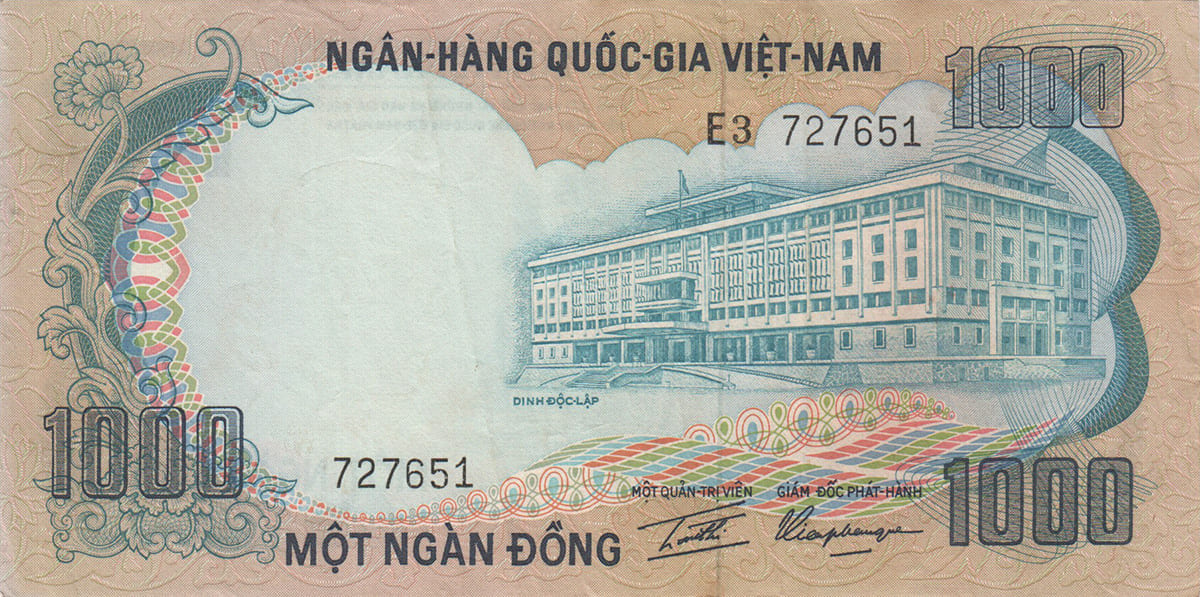 NGÂN-HÀNG QUỐC-GIA VIỆT-NAM
1000
E3 727651
DINH ĐỘC-LẬP
1000
727651
MỘT QUẢN-TRỊ VIÊN
GIÁM ĐỐC PHÁT-HÀNH
1000
MỘT NGÀN ĐỒNG